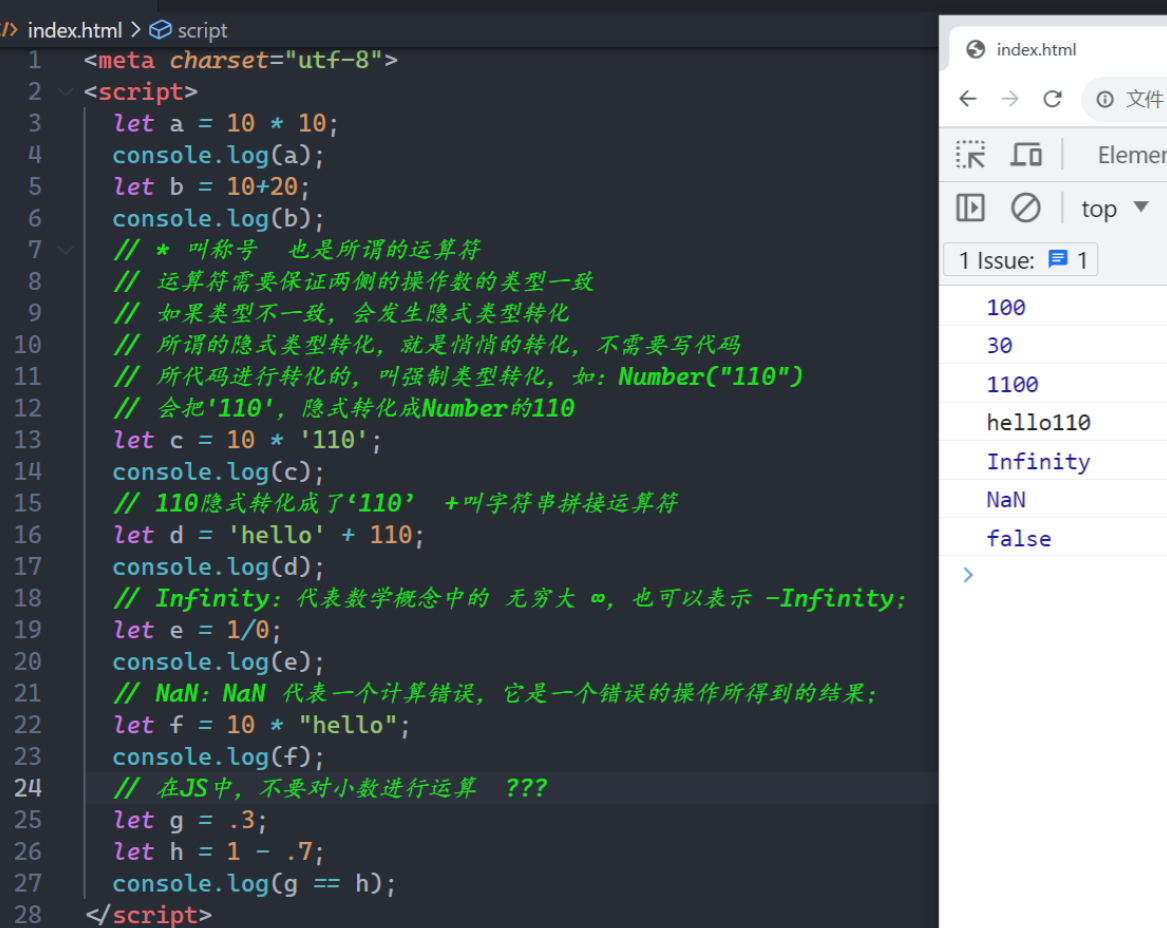 index.html > script
1 <meta charset="utf-8">
2 <script>
3 let a = 10 * 10;
4 console.log(a);
5 let b = 10+20;
6 console.log(b);
7 // * 叫称号 也是所谓的运算符
8 // 运算符需要保证两侧的操作数的类型一致
9 // 如果类型不一致，会发生隐式类型转化
10 // 所谓的隐式类型转化，就是悄悄的转化，不需要写代码
11 // 所代码进行转化的，叫强制类型转化，如：Number("110")
12 // 会把'110'，隐式转化成Number的110
13 let c = 10 * '110';
14 console.log(c);
15 // 110隐式转化成了‘110’ +叫字符串拼接运算符
16 let d = 'hello' + 110;
17 console.log(d);
18 // Infinity：代表数学概念中的 无穷大 ∞，也可以表示 -Infinity；
19 let e = 1/0;
20 console.log(e);
21 // NaN：NaN 代表一个计算错误，它是一个错误的操作所得到的结果；
22 let f = 10 * "hello";
23 console.log(f);
24 // 在JS中，不要对小数进行运算 ???
25 let g = .3;
26 let h = 1 - .7;
27 console.log(g == h);
28 </script>
index.html
文件
Elemer
top
1 Issue: 1
100
30
1100
hello110
Infinity
NaN
false
>